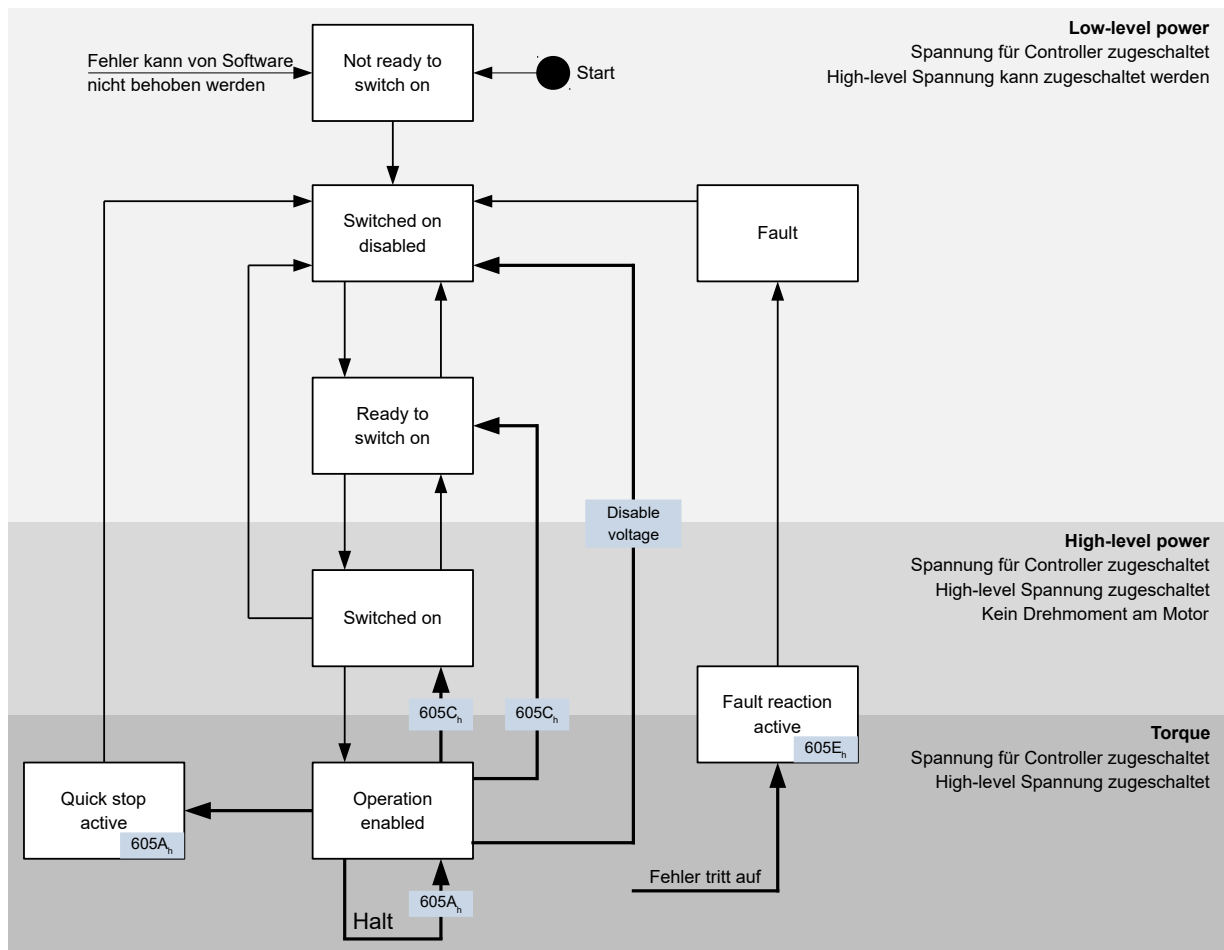 Low-level power
Spannung für Controller zugeschaltet
High-level Spannung kann zugeschaltet werden
Fehler kann von Software
nicht behoben werden
Not ready to
switch on
Start
Switched on
disabled
Fault
Ready to
switch on
Disable
voltage
High-level power
Spannung für Controller zugeschaltet
High-level Spannung zugeschaltet
Kein Drehmoment am Motor
Switched on
605Ch
605Ch
Fault reaction
active
605Eh
Torque
Spannung für Controller zugeschaltet
High-level Spannung zugeschaltet
Quick stop
active
605Ah
Operation
enabled
Fehler tritt auf
605Ah
Halt